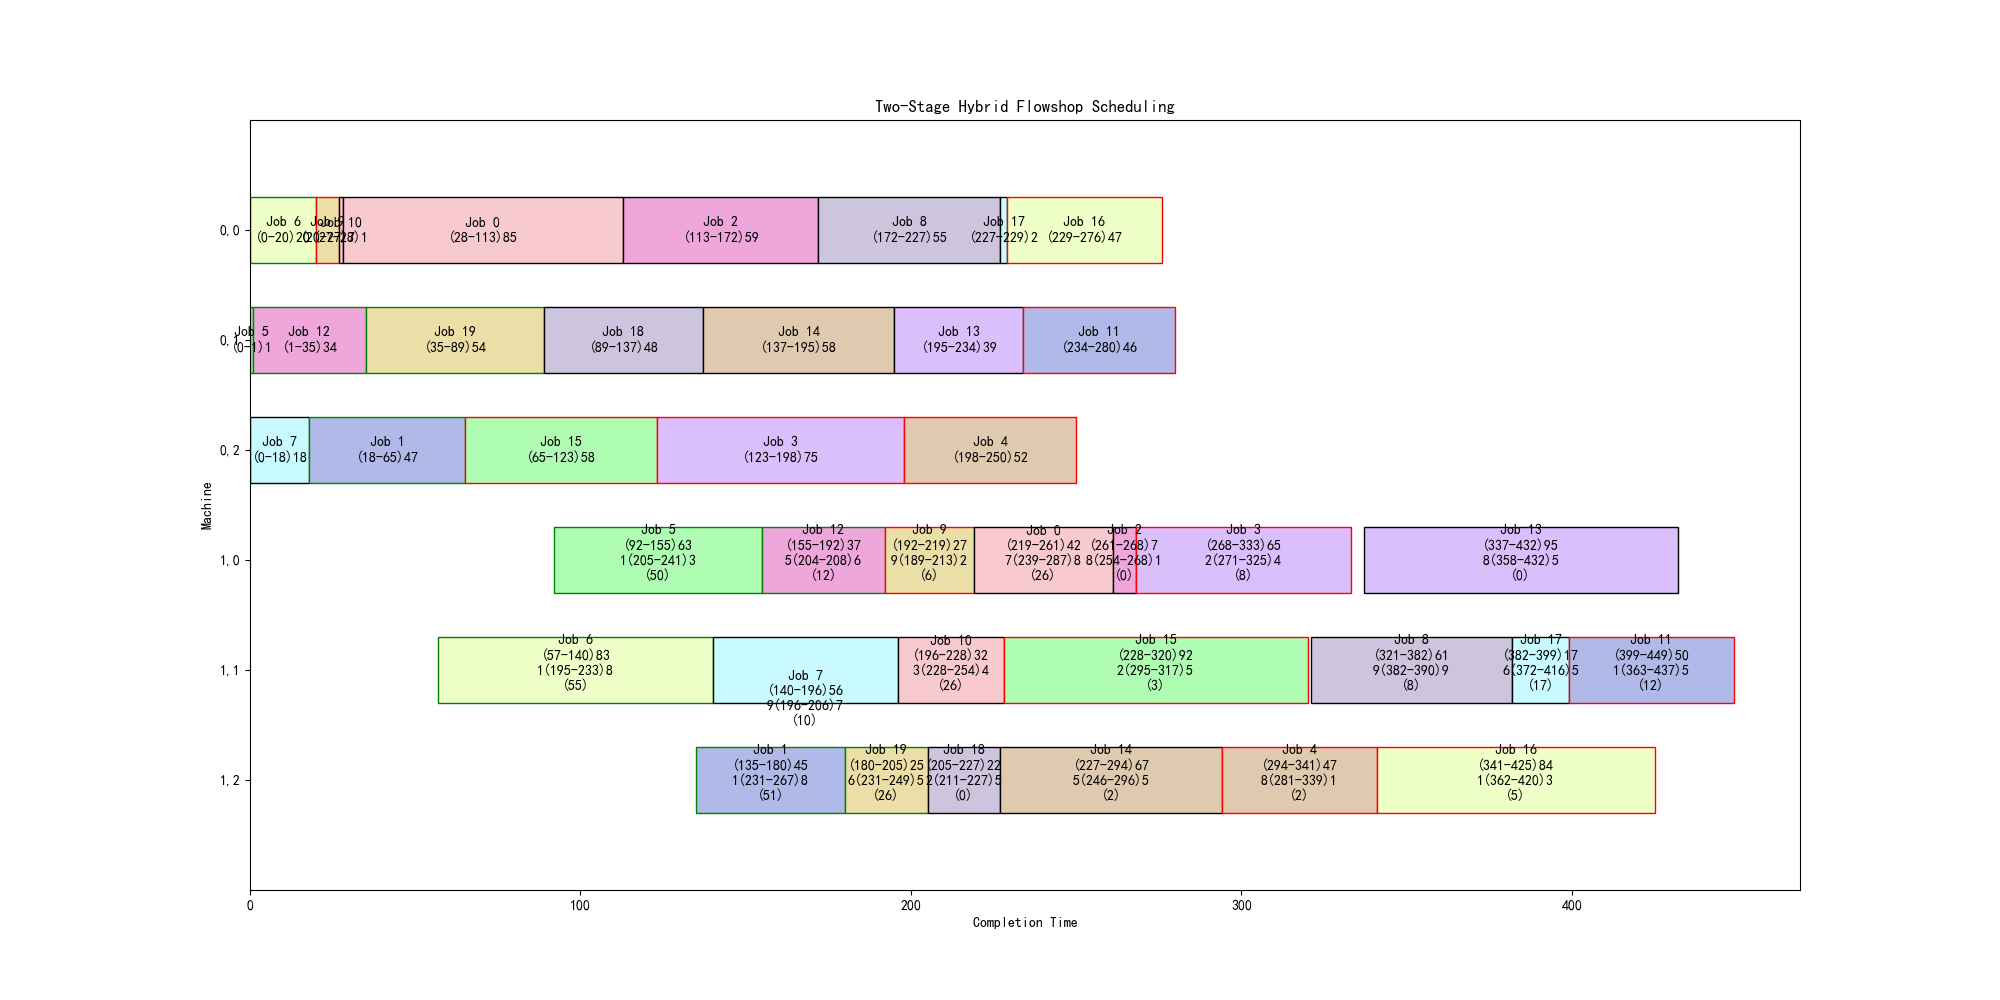 Two-Stage Hybrid Flowshop Scheduling
Machine
0,0
Job 6
(0-20)20
Job 9
(20-27)7
Job 10
(27-28)1
Job 0
(28-113)85
Job 2
(113-172)59
Job 8
(172-227)55
Job 17
(227-229)2
Job 16
(229-276)47
0,1
Job 5
(0-1)1
Job 12
(1-35)34
Job 19
(35-89)54
Job 18
(89-137)48
Job 14
(137-195)58
Job 13
(195-234)39
Job 11
(234-280)46
0,2
Job 7
(0-18)18
Job 1
(18-65)47
Job 15
(65-123)58
Job 3
(123-198)75
Job 4
(198-250)52
1,0
Job 5
(92-155)63
1(205-241)3
(50)
Job 12
(155-192)37
5(204-208)6
(12)
Job 9
(192-219)27
9(189-213)2
(6)
Job 0
(219-261)42
7(239-287)8
(26)
Job 2
(261-268)7
8(254-268)1
(0)
Job 3
(268-333)65
2(271-325)4
(8)
Job 13
(337-432)95
8(358-432)5
(0)
1,1
Job 6
(57-140)83
1(195-233)8
(55)
Job 7
(140-196)56
9(196-206)7
(10)
Job 10
(196-228)32
3(228-254)4
(26)
Job 15
(228-320)92
2(295-317)5
(3)
Job 8
(321-382)61
9(382-390)9
(8)
Job 17
(382-399)17
6(372-416)5
(17)
Job 11
(399-449)50
1(363-437)5
(12)
1,2
Job 1
(135-180)45
1(231-267)8
(51)
Job 19
(180-205)25
6(231-249)5
(26)
Job 18
(205-227)22
2(211-227)5
(0)
Job 14
(227-294)67
5(246-296)5
(2)
Job 4
(294-341)47
8(281-339)1
(2)
Job 16
(341-425)84
1(362-420)3
(5)
0
100
200
300
400
Completion Time